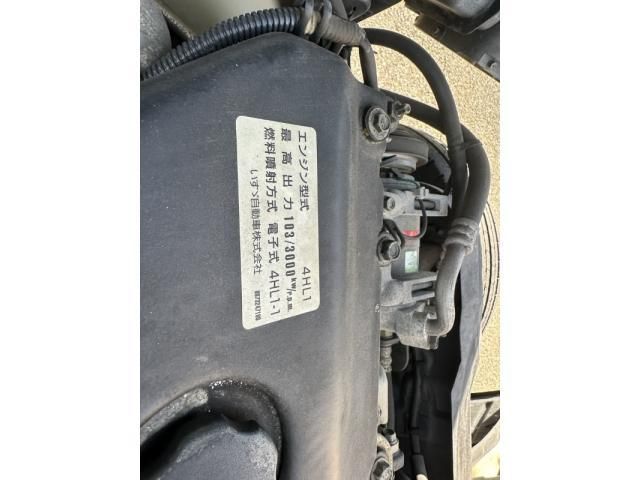 エンジン型式 4HL1
最高出力 103/3000 kW/r.p.m.
燃料噴射方式 電子式 4HL1-1
いすゞ自動車株式会社